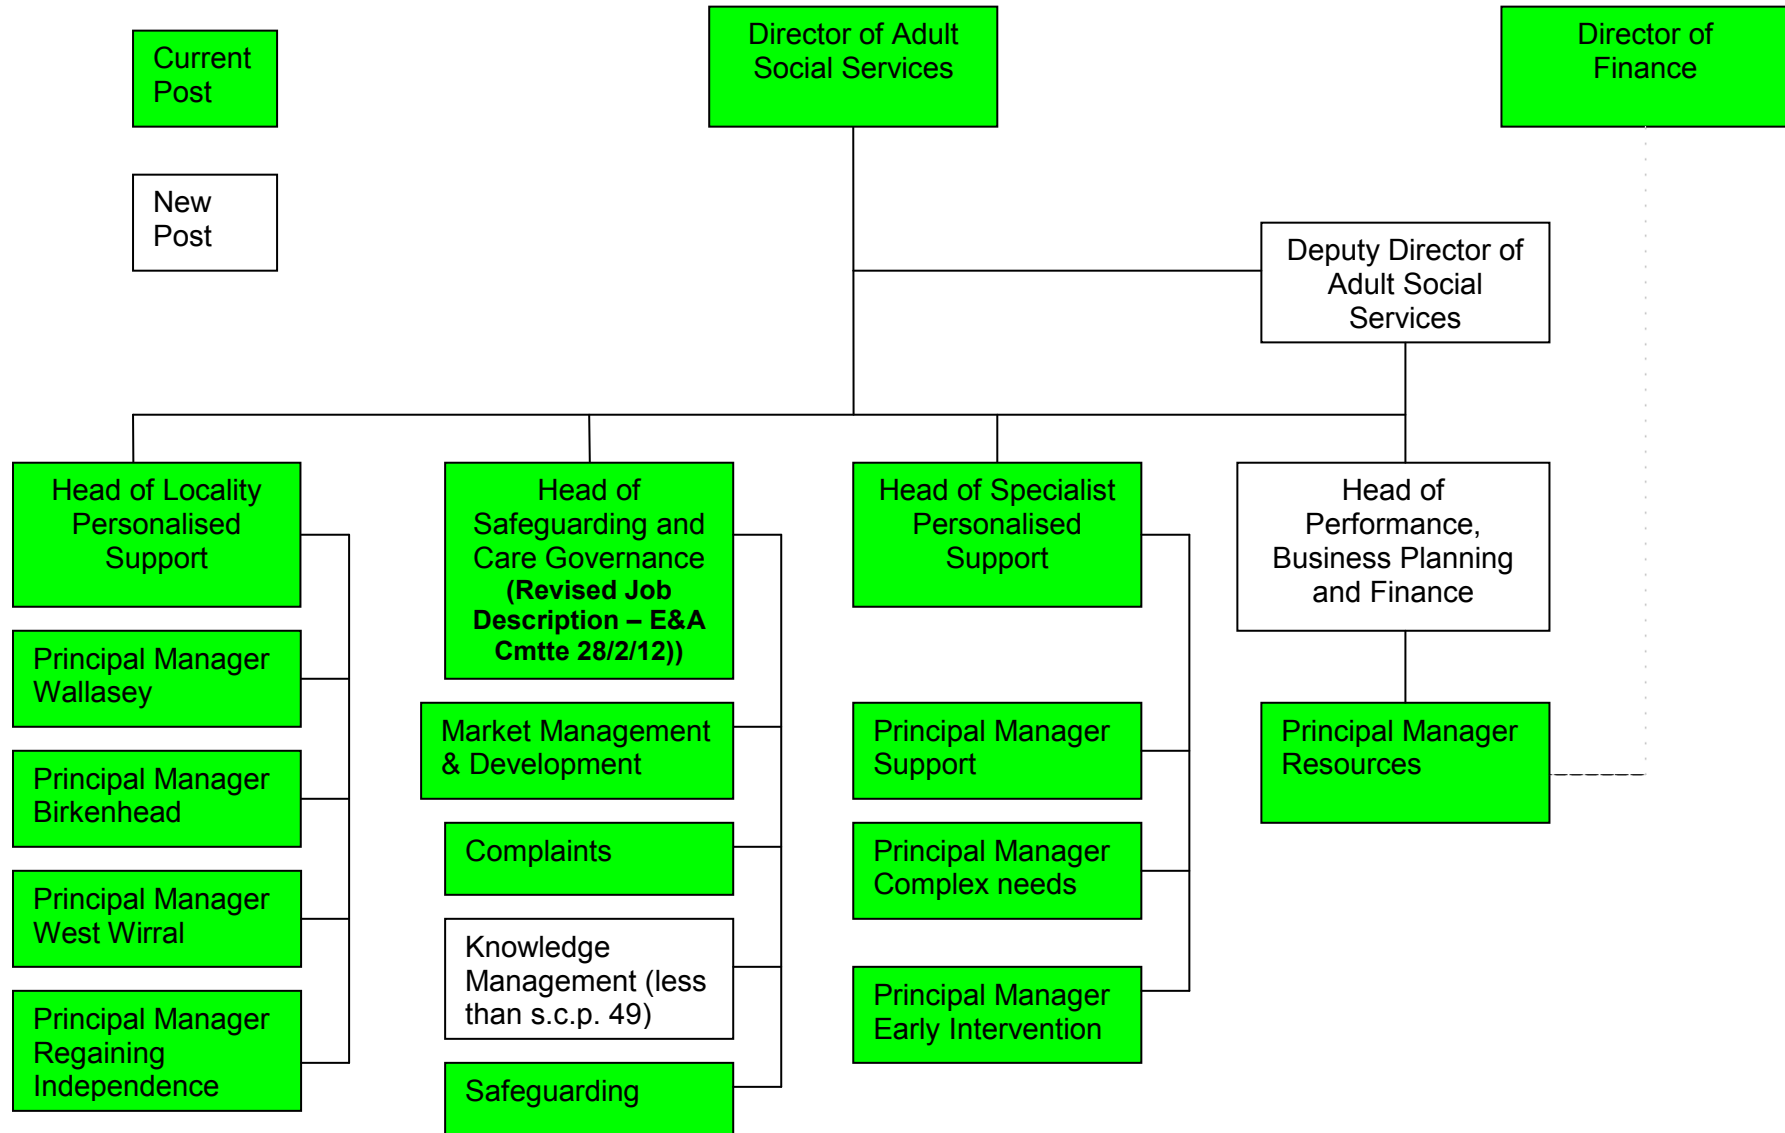 Current
Post
New
Post
Director of Adult
Social Services
Director of
Finance
Deputy Director of
Adult Social
Services
Head of Locality
Personalised
Support
Principal Manager
Wallasey
Principal Manager
Birkenhead
Principal Manager
West Wirral
Principal Manager
Regaining
Independence
Head of
Safeguarding and
Care Governance
(Revised Job
Description – E&A
Cmtte 28/2/12))
Market Management
& Development
Complaints
Knowledge
Management (less
than s.c.p. 49)
Safeguarding
Head of Specialist
Personalised
Support
Principal Manager
Support
Principal Manager
Complex needs
Principal Manager
Early Intervention
Head of
Performance,
Business Planning
and Finance
Principal Manager
Resources